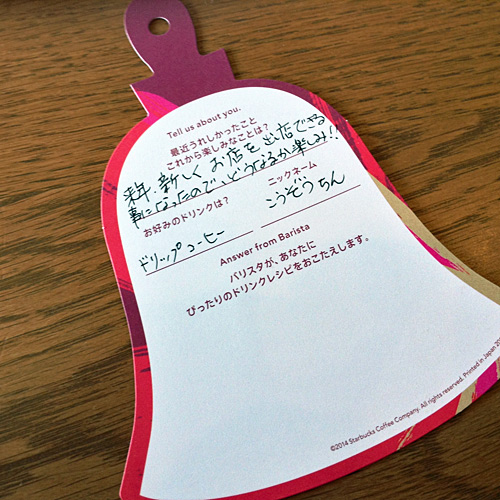 Tell us about you.
最近うれしかったこと
これから楽しみなことは？
来年、新しくお店を出店できる
事になったので、どうなるか楽しみ!!
お好みのドリンクは？
ニックネーム
ドリップコーヒー
こうぞうちん
Answer from Barista
バリスタが、あなたに
ぴったりのドリンクレシピをおこたえします。
©2014 Starbucks Coffee Company. All rights reserved. Printed in Japan